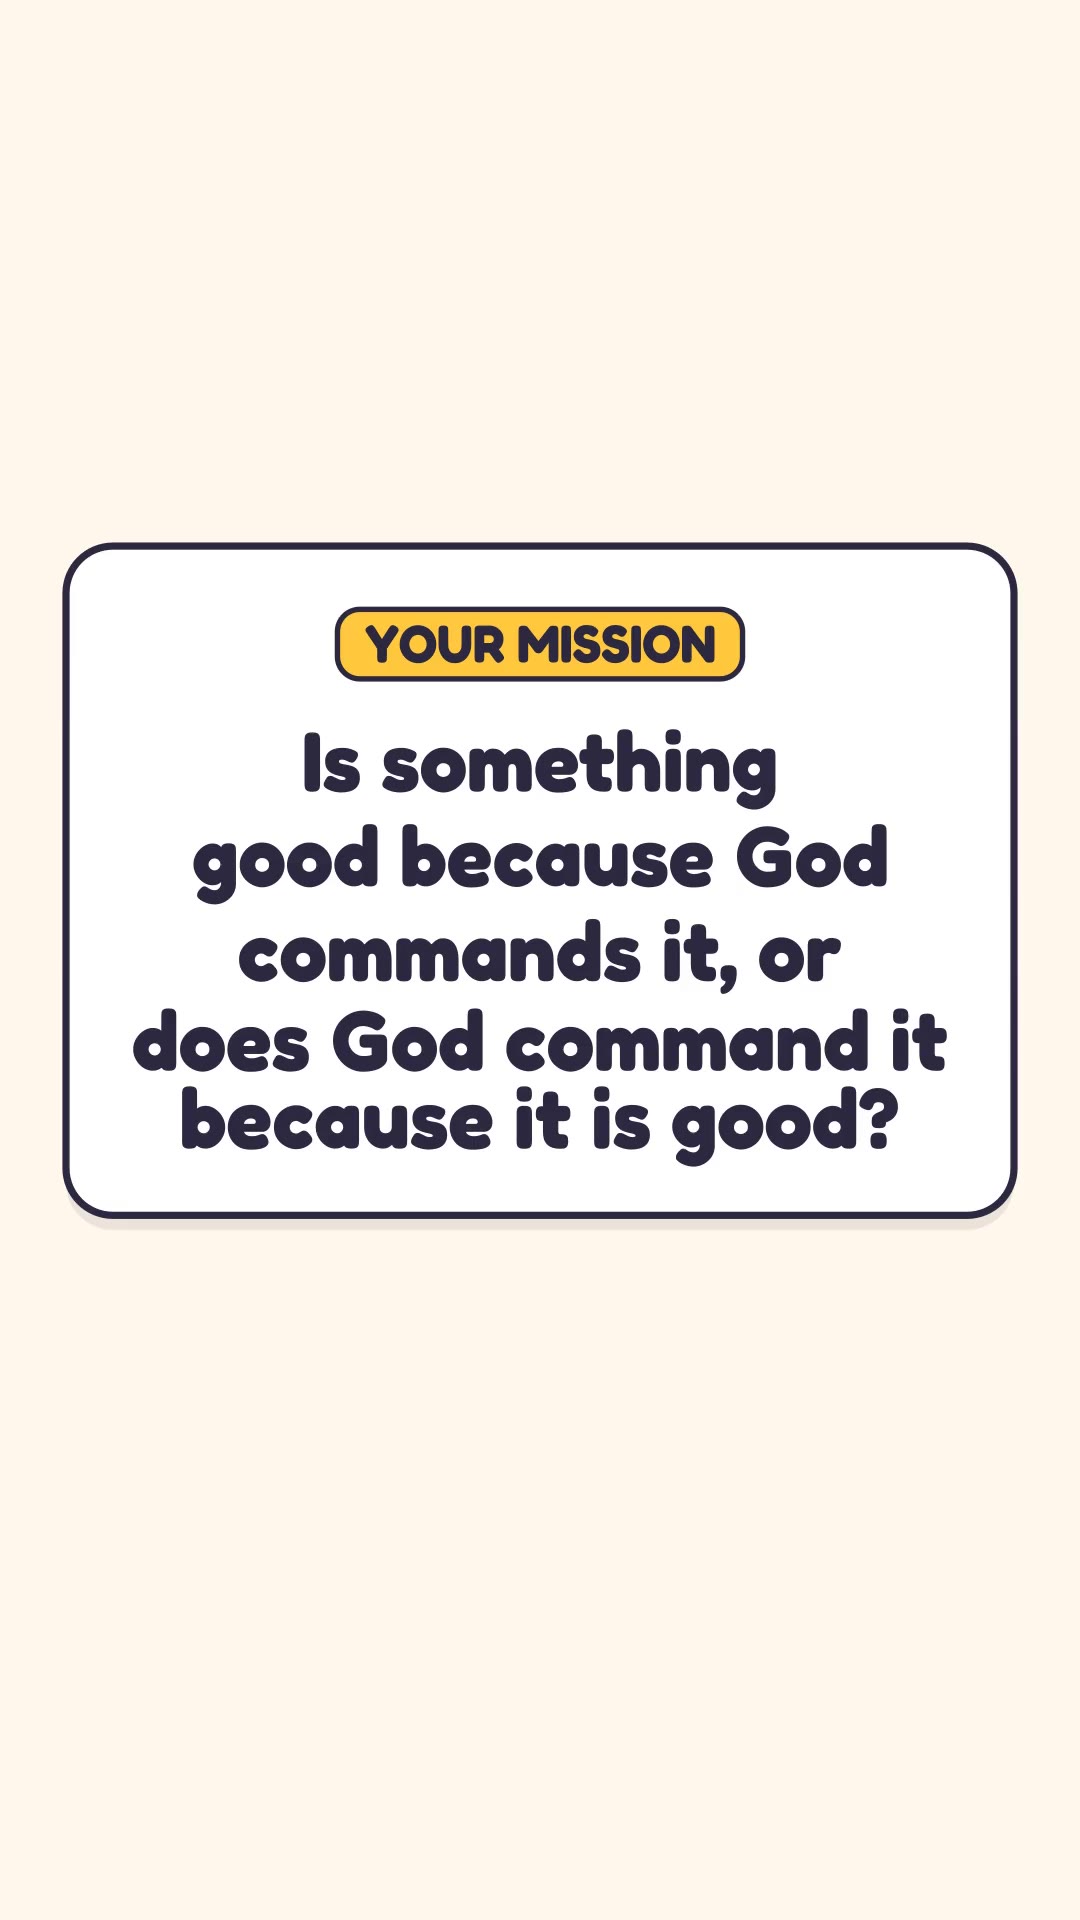 YOUR MISSION
Is something
good because God
commands it, or
does God command it
because it is good?